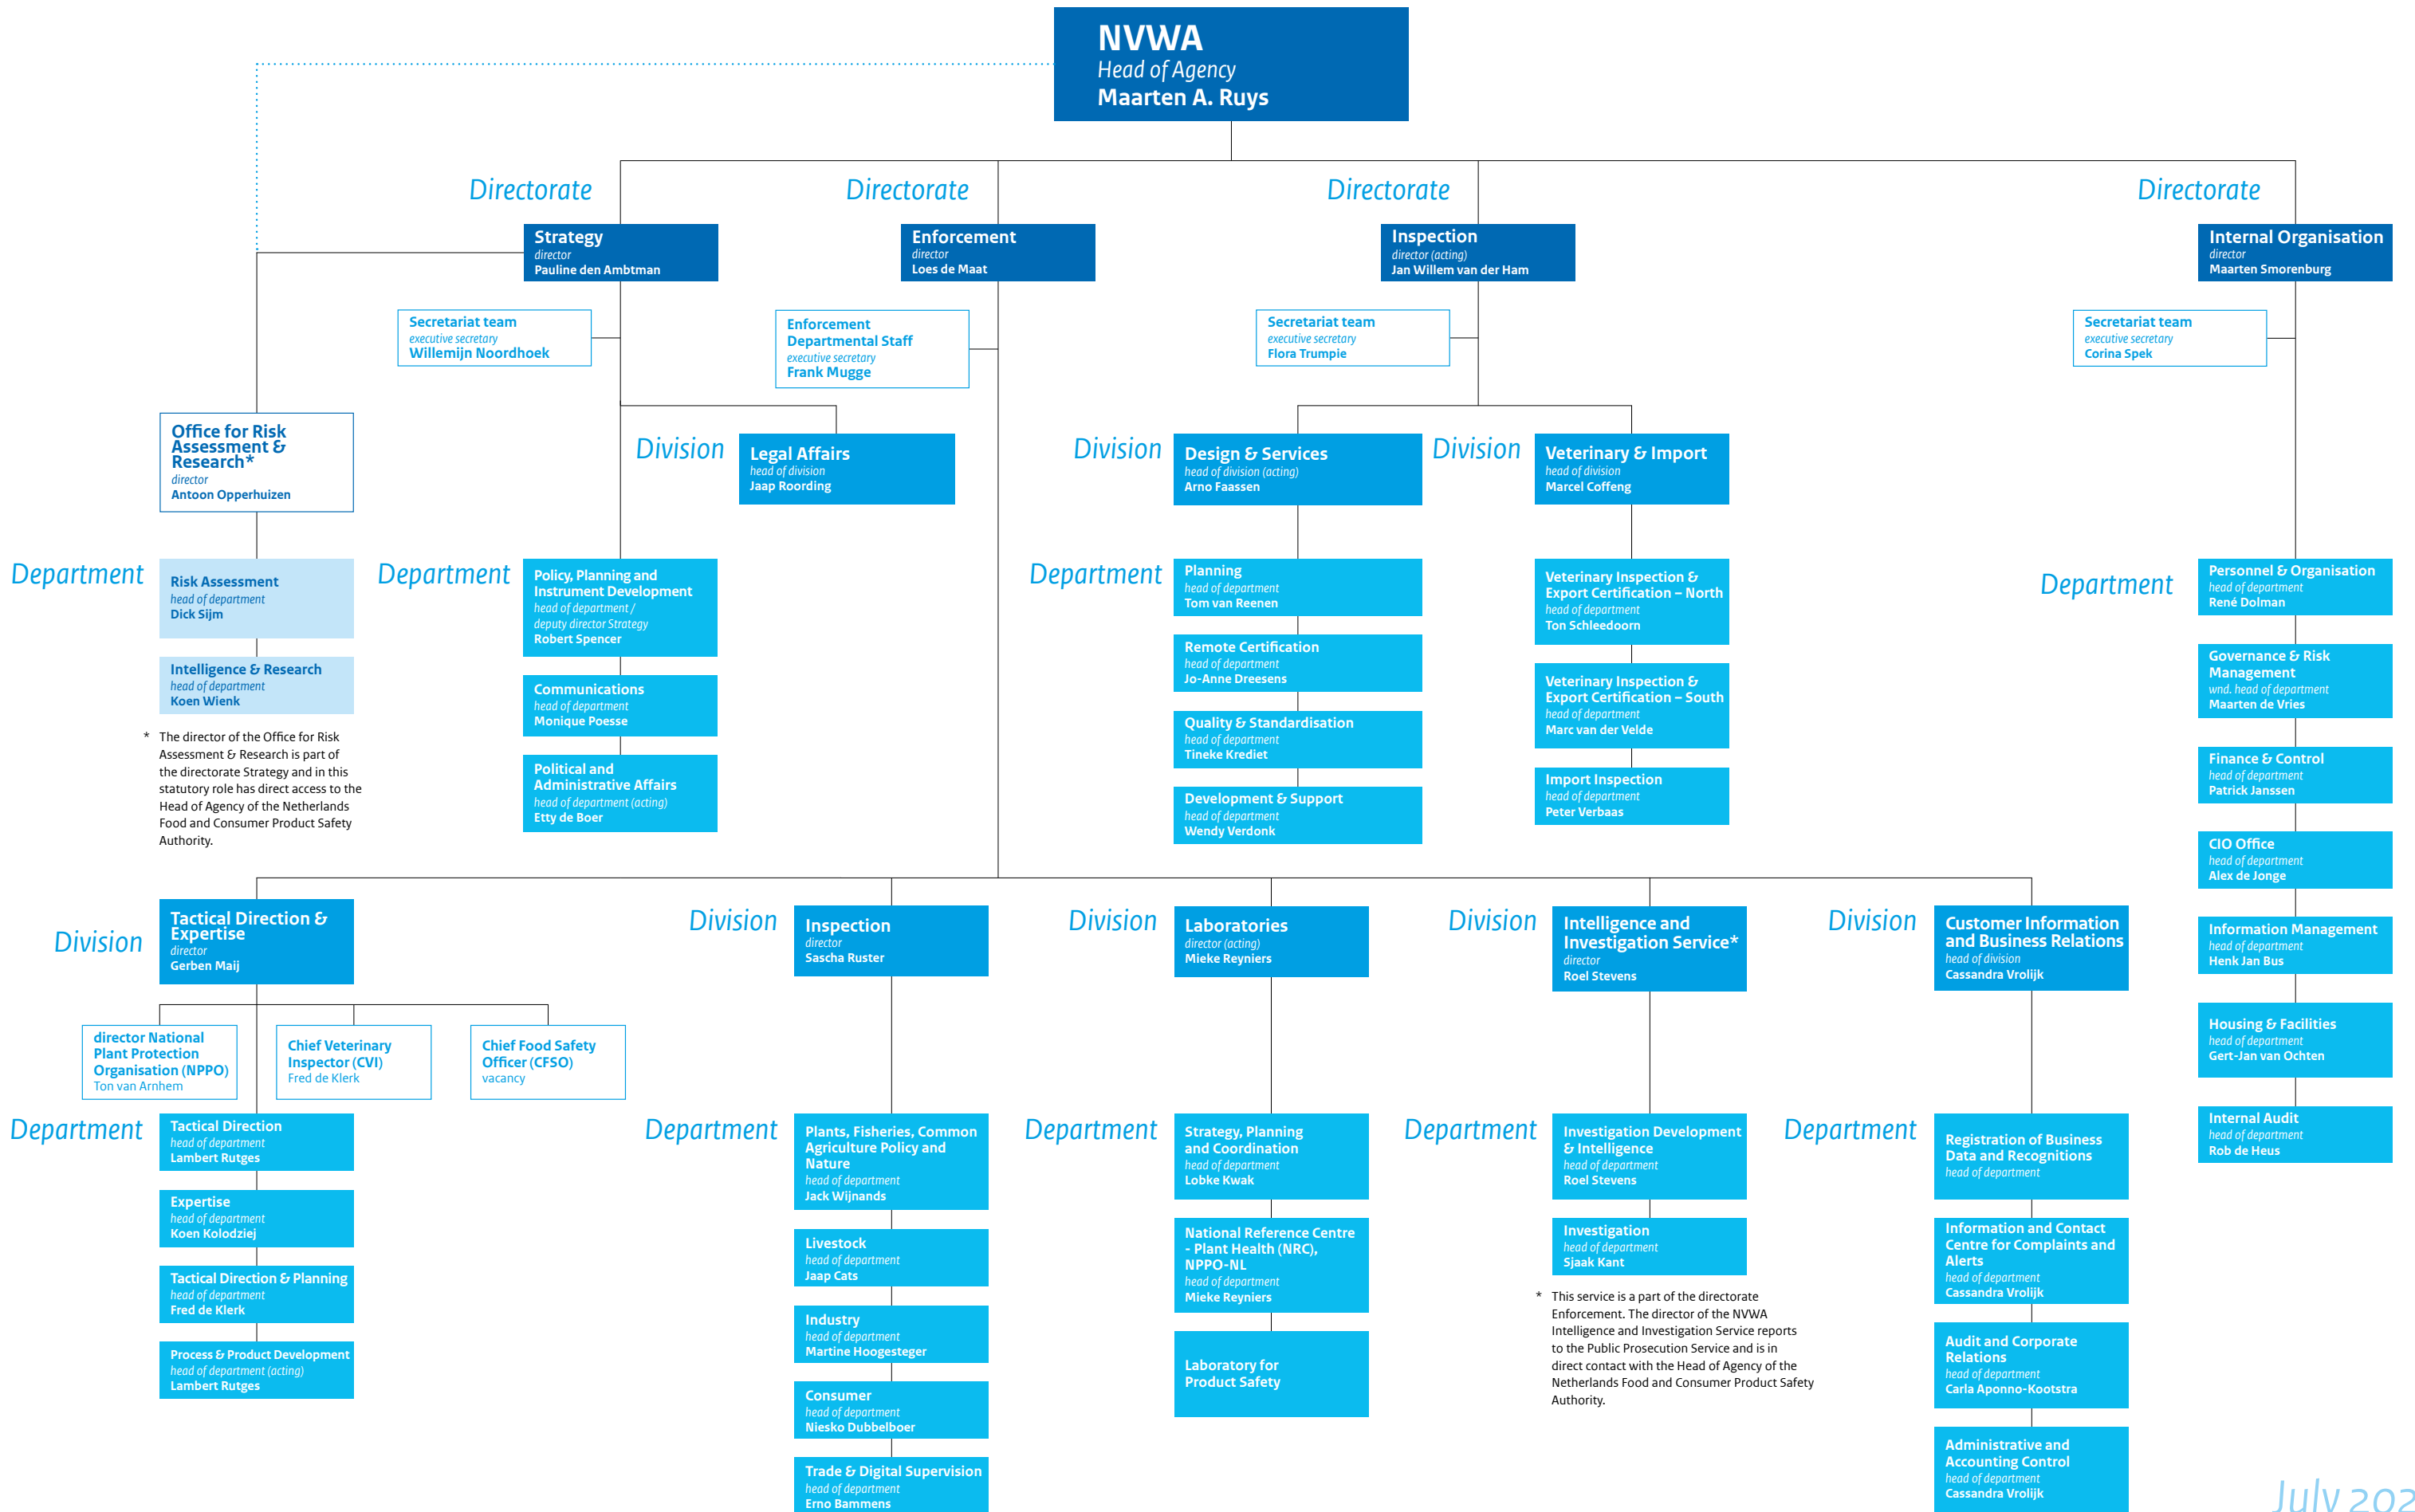 NVWA
Head of Agency
Maarten A. Ruys
Directorate
Directorate
Directorate
Directorate
Strategy
director
Pauline den Ambtman
Enforcement
director
Loes de Maat
Inspection
director (acting)
Jan Willem van der Ham
Internal Organisation
director
Maarten Smorenburg
Secretariat team
executive secretary
Willemijn Noordhoek
Enforcement
Departmental Staff
executive secretary
Frank Mugge
Secretariat team
executive secretary
Flora Trumpie
Secretariat team
executive secretary
Corina Spek
Office for Risk
Assessment &
Research*
director
Antoon Opperhuizen
Division
Legal Affairs
head of division
Jaap Roording
Division
Design & Services
head of division (acting)
Arno Faassen
Division
Veterinary & Import
head of division
Marcel Coffeng
Department
Risk Assessment
head of department
Dick Sijm
Intelligence & Research
head of department
Koen Wienk
* The director of the Office for Risk
Assessment & Research is part of
the directorate Strategy and in this
statutory role has direct access to the
Head of Agency of the Netherlands
Food and Consumer Product Safety
Authority.
Department
Policy, Planning and
Instrument Development
head of department /
deputy director Strategy
Robert Spencer
Communications
head of department
Monique Poesse
Political and
Administrative Affairs
head of department (acting)
Etty de Boer
Department
Planning
head of department
Tom van Reenen
Remote Certification
head of department
Jo-Anne Dreesens
Quality & Standardisation
head of department
Tineke Krediet
Development & Support
head of department
Wendy Verdonk
Veterinary Inspection &
Export Certification – North
head of department
Ton Schleedoorn
Veterinary Inspection &
Export Certification – South
head of department
Marc van der Velde
Import Inspection
head of department
Peter Verbaas
Department
Personnel & Organisation
head of department
René Dolman
Governance & Risk
Management
wnd. head of department
Maarten de Vries
Finance & Control
head of department
Patrick Janssen
CIO Office
head of department
Alex de Jonge
Information Management
head of department
Henk Jan Bus
Housing & Facilities
head of department
Gert-Jan van Ochten
Internal Audit
head of department
Rob de Heus
Division
Tactical Direction &
Expertise
director
Gerben Maij
Division
Inspection
director
Sascha Ruster
Division
Laboratories
director (acting)
Mieke Reyniers
Division
Intelligence and
Investigation Service*
director
Roel Stevens
Division
Customer Information
and Business Relations
head of division
Cassandra Vrolijk
director National
Plant Protection
Organisation (NPPO)
Ton van Arnhem
Chief Veterinary
Inspector (CVI)
Fred de Klerk
Chief Food Safety
Officer (CFSO)
vacancy
Department
Tactical Direction
head of department
Lambert Rutges
Expertise
head of department
Koen Kolodziej
Tactical Direction & Planning
head of department
Fred de Klerk
Process & Product Development
head of department (acting)
Lambert Rutges
Department
Plants, Fisheries, Common
Agriculture Policy and
Nature
head of department
Jack Wijnands
Livestock
head of department
Jaap Cats
Industry
head of department
Martine Hoogesteger
Consumer
head of department
Niesko Dubbelboer
Trade & Digital Supervision
head of department
Erno Bammens
Department
Strategy, Planning
and Coordination
head of department
Lobke Kwak
National Reference Centre
- Plant Health (NRC),
NPPO-NL
head of department
Mieke Reyniers
Laboratory for
Product Safety
Department
Investigation Development
& Intelligence
head of department
Roel Stevens
Investigation
head of department
Sjaak Kant
* This service is a part of the directorate
Enforcement. The director of the NVWA
Intelligence and Investigation Service reports
to the Public Prosecution Service and is in
direct contact with the Head of Agency of the
Netherlands Food and Consumer Product Safety
Authority.
Department
Registration of Business
Data and Recognitions
head of department
Information and Contact
Centre for Complaints and
Alerts
head of department
Cassandra Vrolijk
Audit and Corporate
Relations
head of department
Carla Aponno-Kootstra
Administrative and
Accounting Control
head of department
Cassandra Vrolijk
July 202